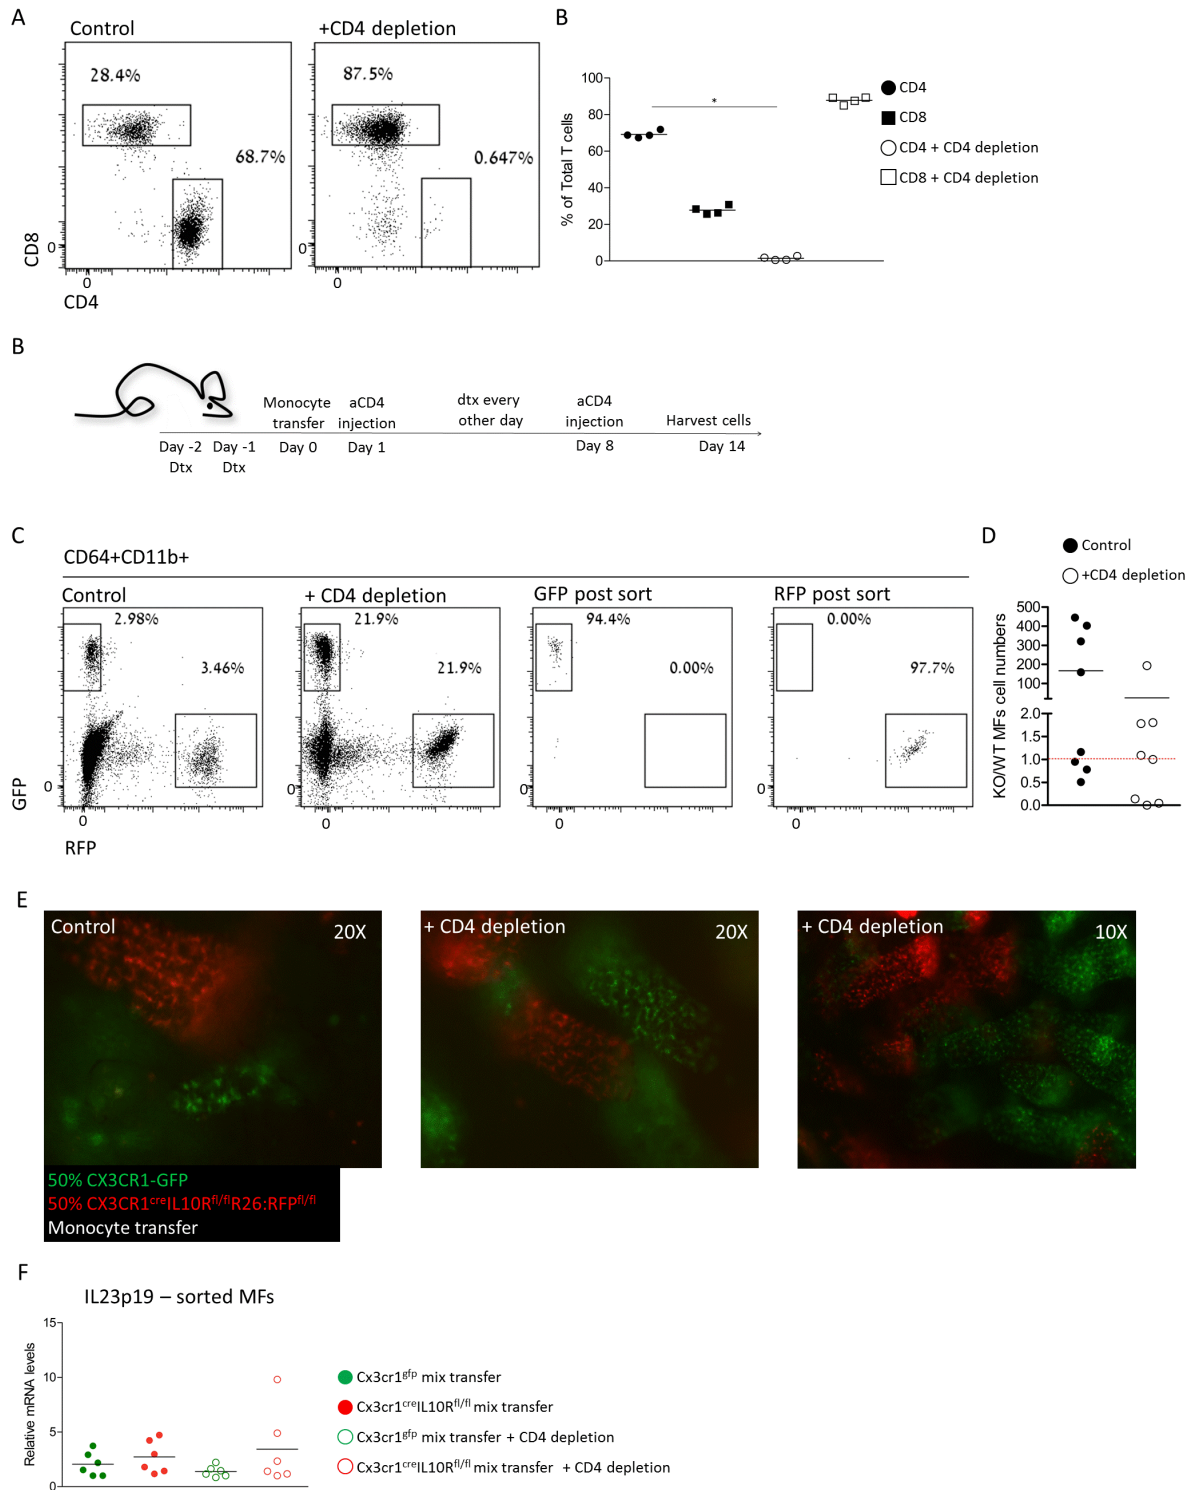 A
Control
+CD4 depletion
28.4%
68.7%
87.5%
0.647%
CD8
0
0
0
0
CD4
B
% of Total T cells
100
80
60
40
20
0
*
CD4
CD8
CD4 + CD4 depletion
CD8 + CD4 depletion
B
Monocyte transfer
aCD4 injection
dtx every other day
aCD4 injection
Harvest cells
Day -2
Dtx
Day -1
Dtx
Day 0
Day 1
Day 8
Day 14
C
CD64+CD11b+
Control
+ CD4 depletion
GFP post sort
RFP post sort
2.98%
3.46%
21.9%
21.9%
94.4%
0.00%
0.00%
97.7%
GFP
0
0
0
0
0
0
0
0
RFP
D
Control
+CD4 depletion
KO/WT MFs cell numbers
500
400
300
200
100
2.0
1.5
1.0
0.5
0.0
E
Control
20X
+ CD4 depletion
20X
+ CD4 depletion
10X
50% CX3CR1-GFP
50% CX3CR1creIL10Rfl/flR26:RFPfl/fl
Monocyte transfer
F
IL23p19 – sorted MFs
Relative mRNA levels
15
10
5
0
Cx3cr1gfp mix transfer
Cx3cr1creIL10Rfl/fl mix transfer
Cx3cr1gfp mix transfer + CD4 depletion
Cx3cr1creIL10Rfl/fl mix transfer + CD4 depletion